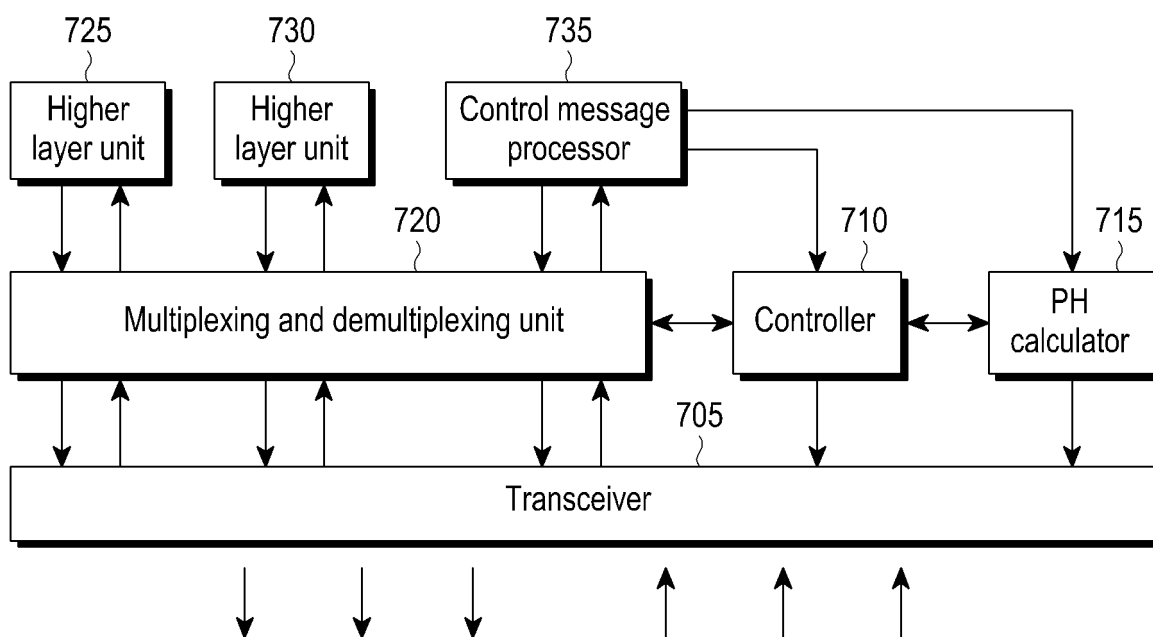 725
730
735
Higher
layer unit
Higher
layer unit
Control message
processor
720
710
715
Multiplexing and demultiplexing unit
Controller
PH
calculator
705
Transceiver